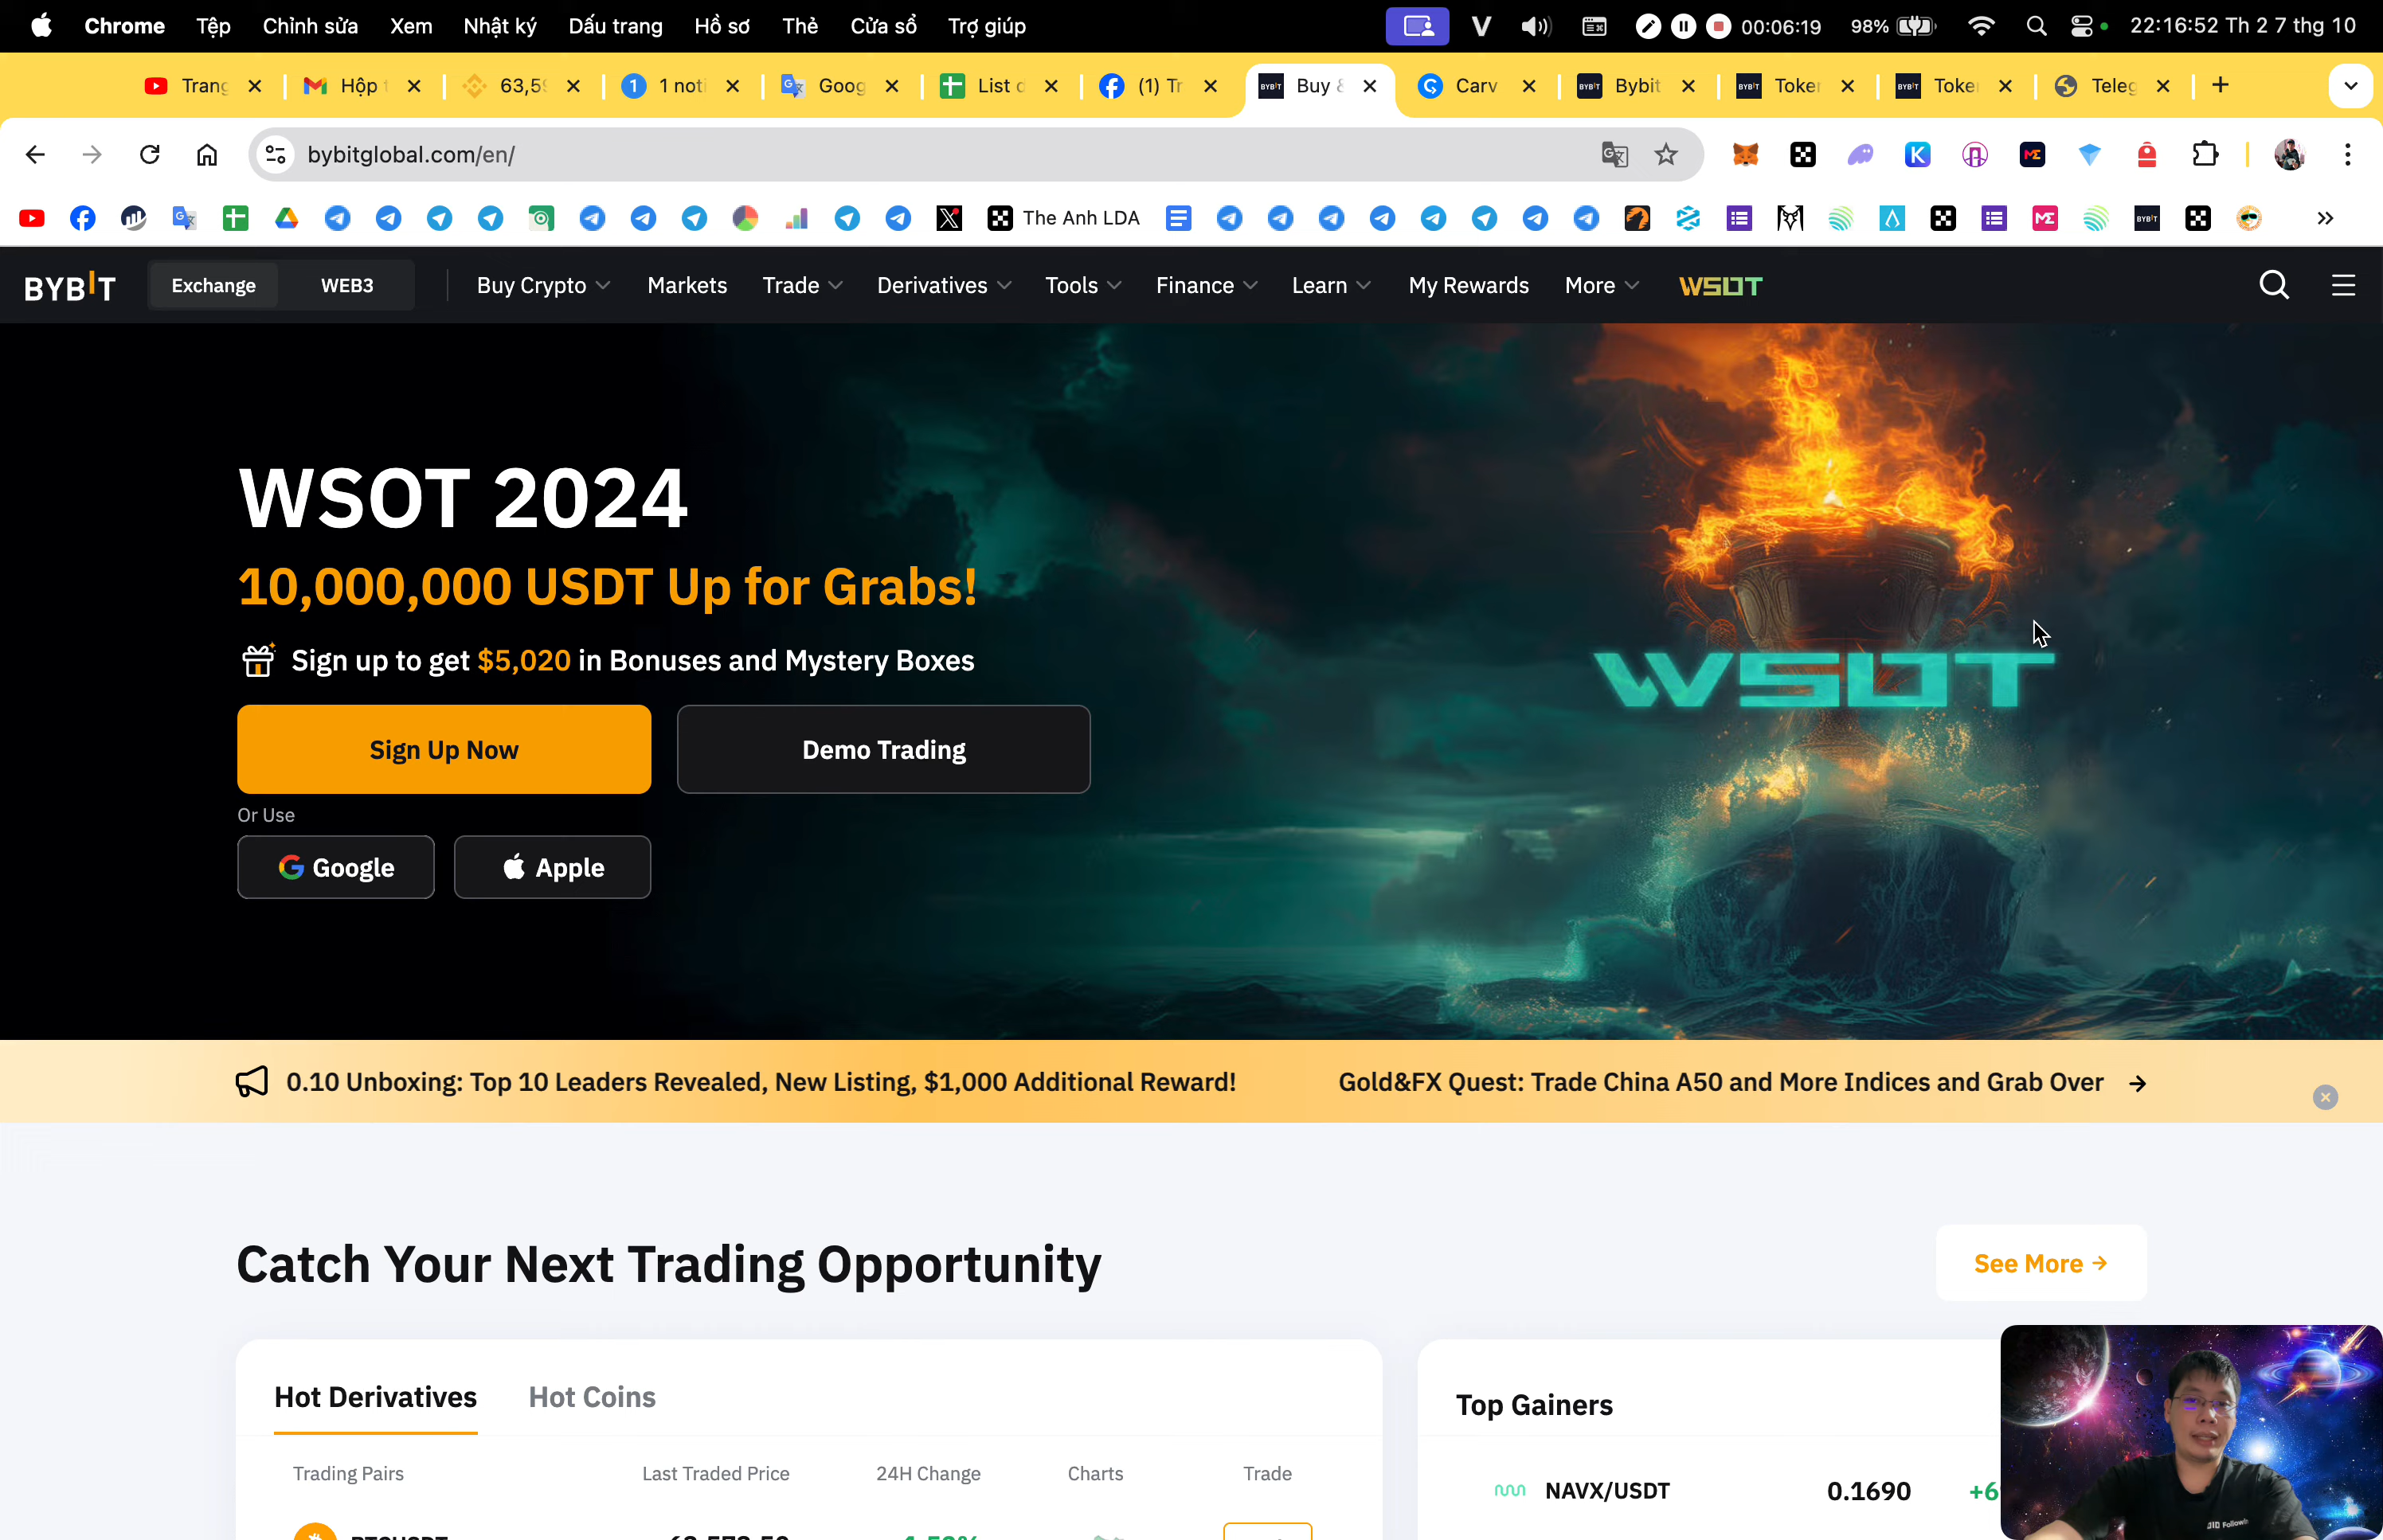 Chrome Tệp Chỉnh sửa Xem Nhật ký Dấu trang Hồ sơ Thẻ Cửa sổ Trợ giúp V 00:06:19 98% 22:16:52 Th 2 7 thg 10
Trang Hộp 63,5 1 noti Goog List (1) Tr Buy & Carv Bybit Token Token Teleg
bybitglobal.com/en/
The Anh LDA
BYBIT Exchange WEB3 Buy Crypto Markets Trade Derivatives Tools Finance Learn My Rewards More WSOT
WSOT 2024
10,000,000 USDT Up for Grabs!
Sign up to get $5,020 in Bonuses and Mystery Boxes
WSOT
Sign Up Now Demo Trading
Or Use
Google Apple
0.10 Unboxing: Top 10 Leaders Revealed, New Listing, $1,000 Additional Reward! Gold&FX Quest: Trade China A50 and More Indices and Grab Over →
Catch Your Next Trading Opportunity
See More →
Hot Derivatives Hot Coins
Top Gainers
Trading Pairs Last Traded Price 24H Change Charts Trade
NAVX/USDT 0.1690 +6